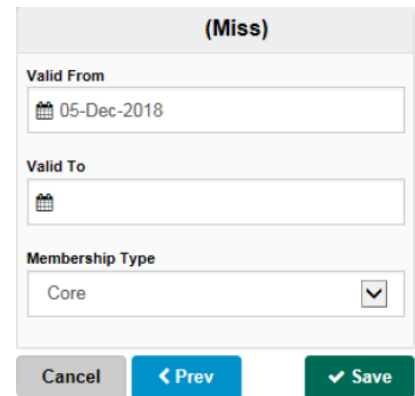 (Miss)
Valid From
05-Dec-2018
Valid To
Membership Type
Core
Cancel Prev Save